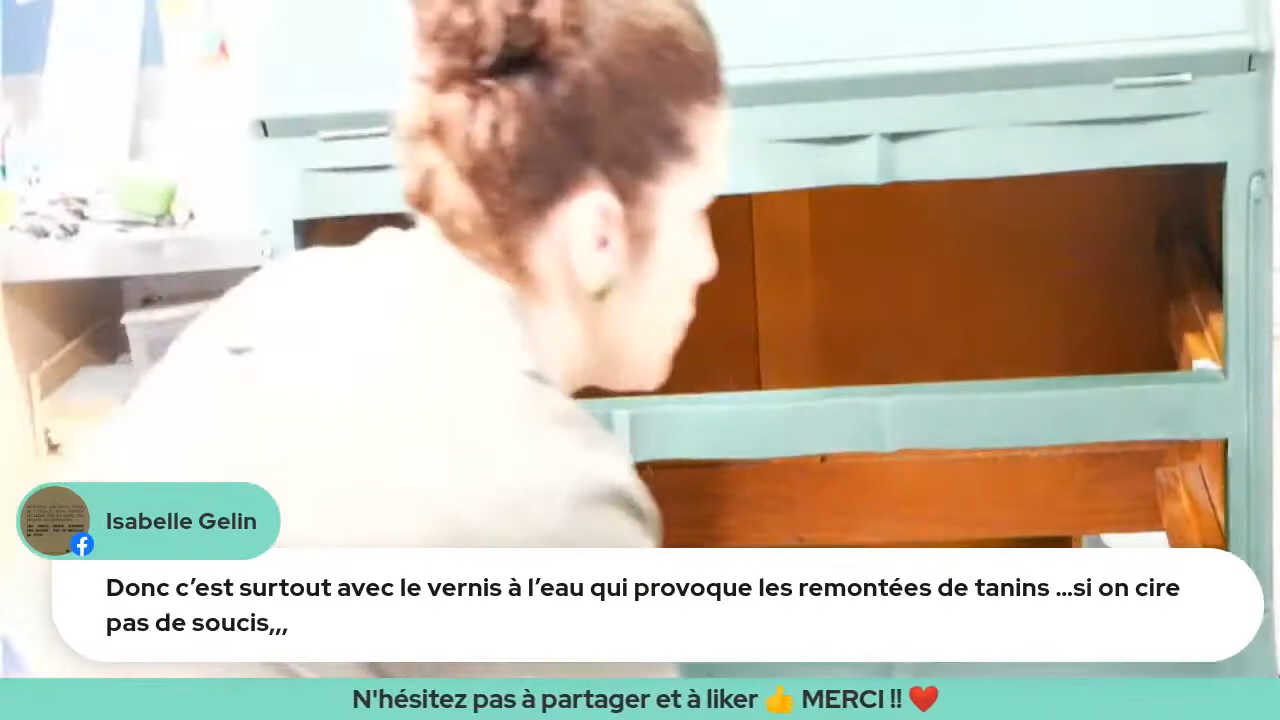 Isabelle Gelin
Donc c’est surtout avec le vernis à l’eau qui provoque les remontées de tanins ...si on cire
pas de soucis,,,
N'hésitez pas à partager et à liker 👍 MERCI !! ❤️